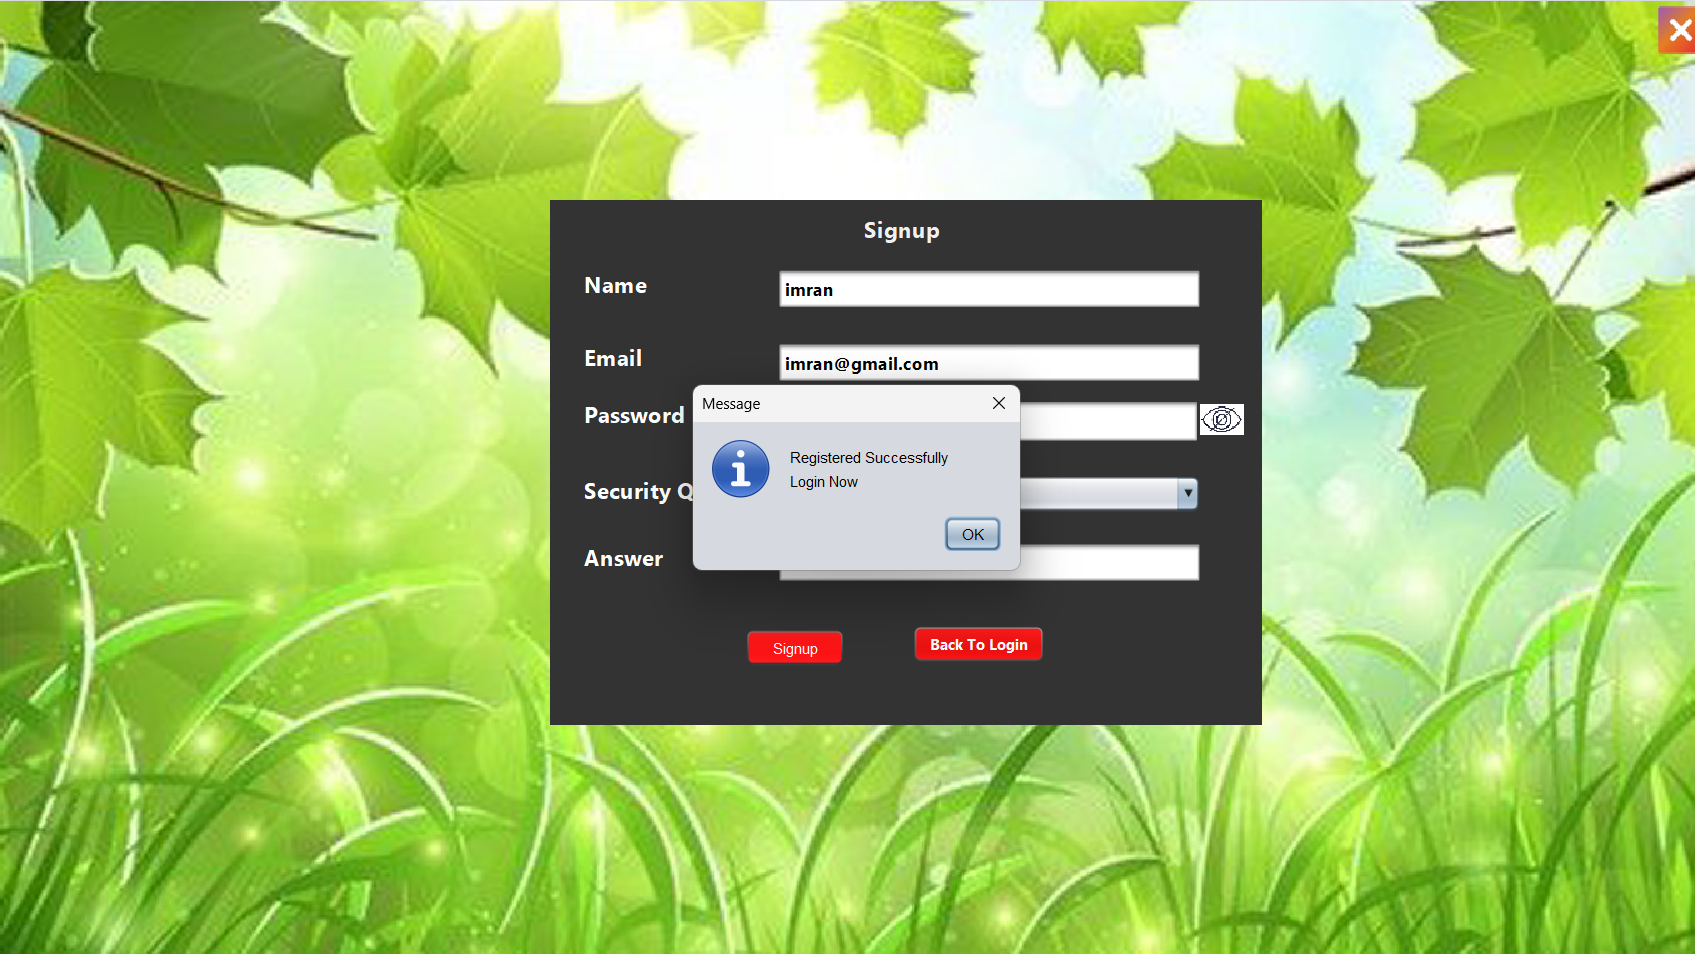 Signup
Name
imran
Email
imran@gmail.com
Message
Password
Registered Successfully
Login Now
Security
OK
Answer
Signup
Back To Login